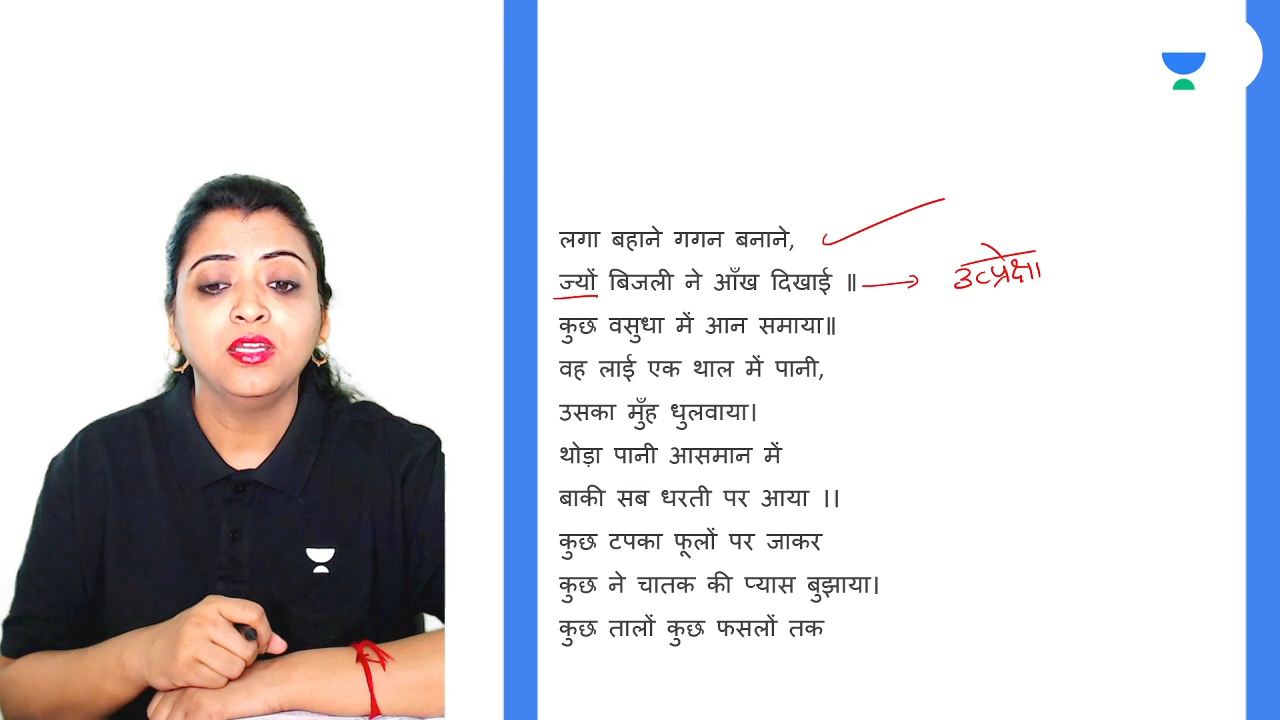 लगा बहाने गगन बनाने,
ज्यों बिजली ने आँख दिखाई ॥ उत्प्रेक्षा
कुछ वसुधा में आन समाया॥
वह लाई एक थाल में पानी,
उसका मुँह धुलवाया।
थोड़ा पानी आसमान में
बाकी सब धरती पर आया ।।
कुछ टपका फूलों पर जाकर
कुछ ने चातक की प्यास बुझाया।
कुछ तालों कुछ फसलों तक